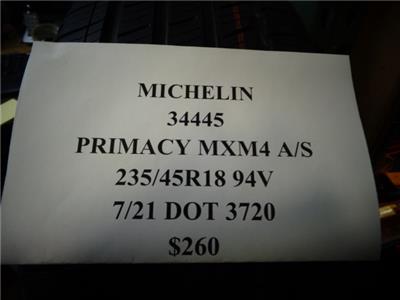 MICHELIN
34445
PRIMACY MXM4 A/S
235/45R18 94V
7/21 DOT 3720
$260